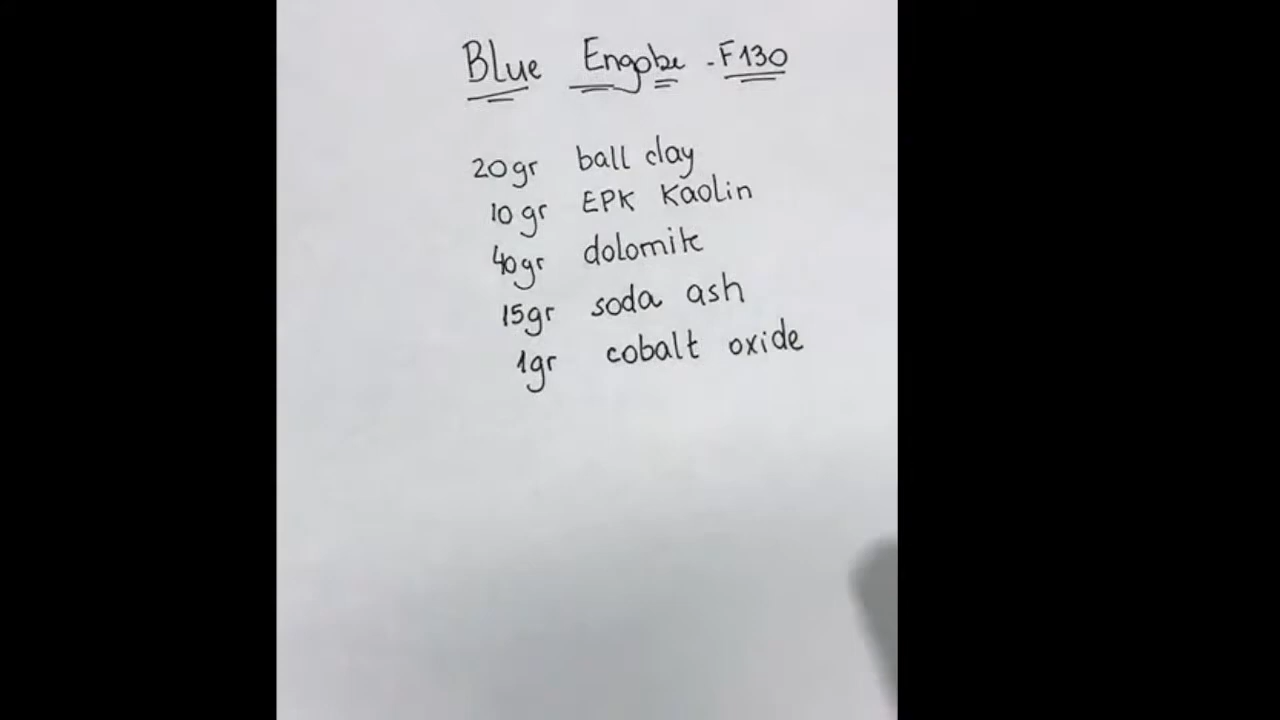 Blue Engobe - F130
20gr ball clay
10gr EPK Kaolin
40gr dolomite
15gr soda ash
1gr cobalt oxide